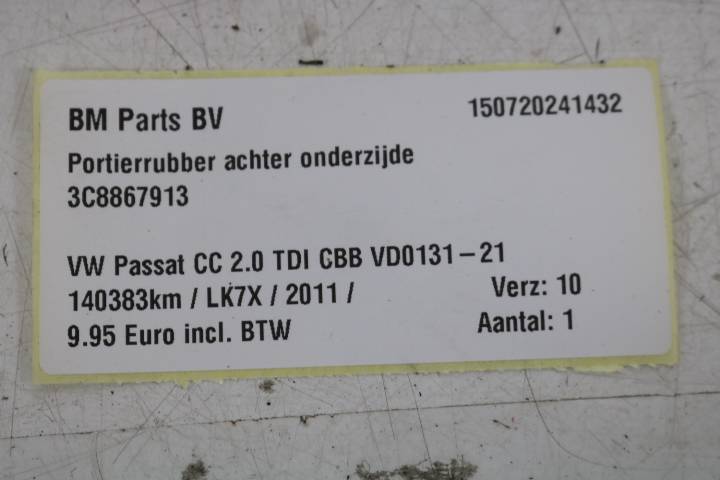 BM Parts BV 150720241432
Portierrubber achter onderzijde
3C8867913
VW Passat CC 2.0 TDI CBB VD0131-21
140383km / LK7X / 2011 / Verz: 10
9.95 Euro incl. BTW Aantal: 1